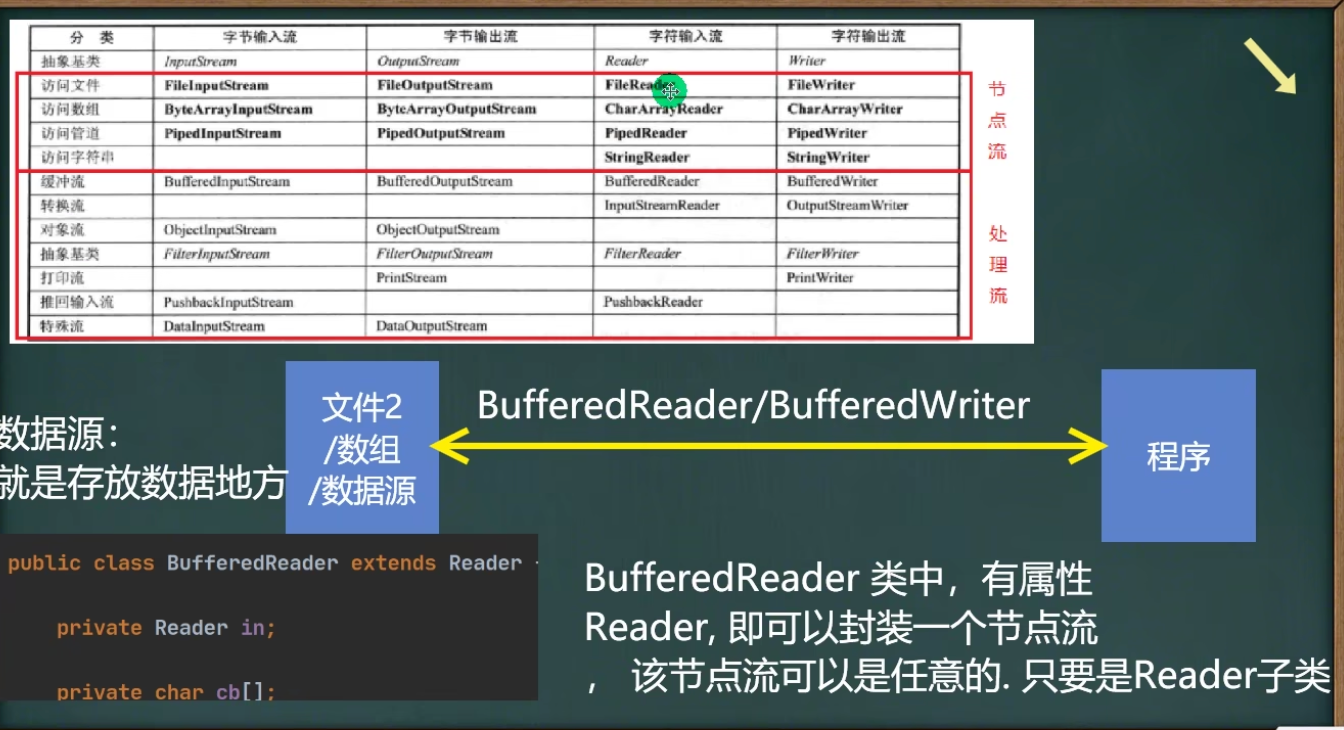 分 类 字节输入流 字节输出流 字符输入流 字符输出流
抽象基类 InputStream OutputStream Reader Writer
访问文件 FileInputStream FileOutputStream FileReader FileWriter
访问数组 ByteArrayInputStream ByteArrayOutputStream CharArrayReader CharArrayWriter
访问管道 PipedInputStream PipedOutputStream PipedReader PipedWriter
访问字符串 StringReader StringWriter
缓冲流 BufferedInputStream BufferedOutputStream BufferedReader BufferedWriter
转换流 InputStreamReader OutputStreamWriter
对象流 ObjectInputStream ObjectOutputStream
抽象基类 FilterInputStream FilterOutputStream FilterReader FilterWriter
打印流 PrintStream PrintWriter
推回输入流 PushbackInputStream PushbackReader
特殊流 DataInputStream DataOutputStream
节
点
流
处
理
流
数据源：
就是存放数据地方
文件2
/数组
/数据源
BufferedReader/BufferedWriter
程序
public class BufferedReader extends Reader
private Reader in;
private char cb[];
BufferedReader 类中，有属性
Reader, 即可以封装一个节点流
， 该节点流可以是任意的. 只要是Reader子类